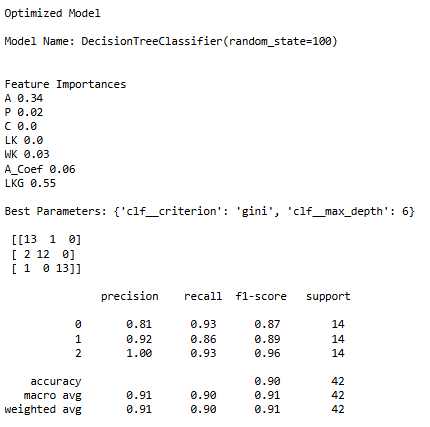 Optimized Model
Model Name: DecisionTreeClassifier(random_state=100)
Feature Importances
A 0.34
P 0.02
C 0.0
LK 0.0
WK 0.03
A_Coef 0.06
LKG 0.55
Best Parameters: {'clf__criterion': 'gini', 'clf__max_depth': 6}
[[13  1  0]
[ 2 12  0]
[ 1  0 13]]
precision    recall  f1-score   support
0       0.81      0.93      0.87        14
1       0.92      0.86      0.89        14
2       1.00      0.93      0.96        14
accuracy                           0.90        42
macro avg       0.91      0.90      0.91        42
weighted avg       0.91      0.90      0.91        42